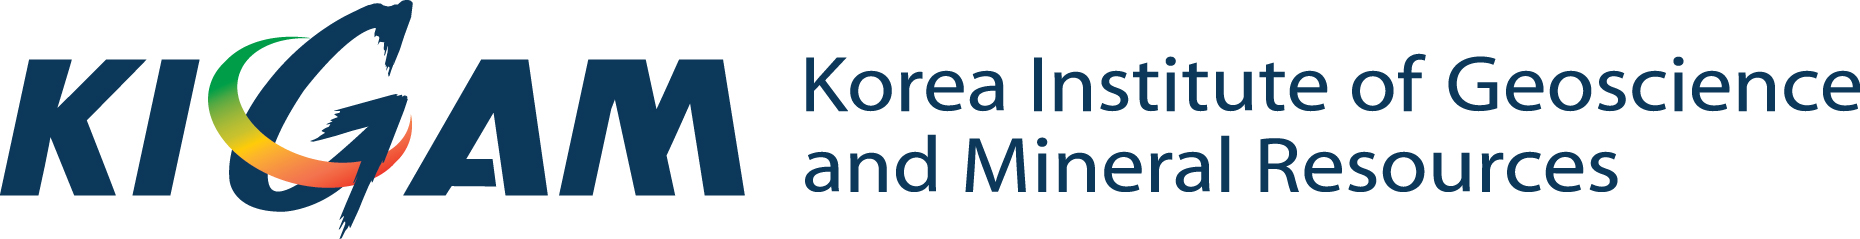 KIGAM
Korea Institute of Geoscience
and Mineral Resources